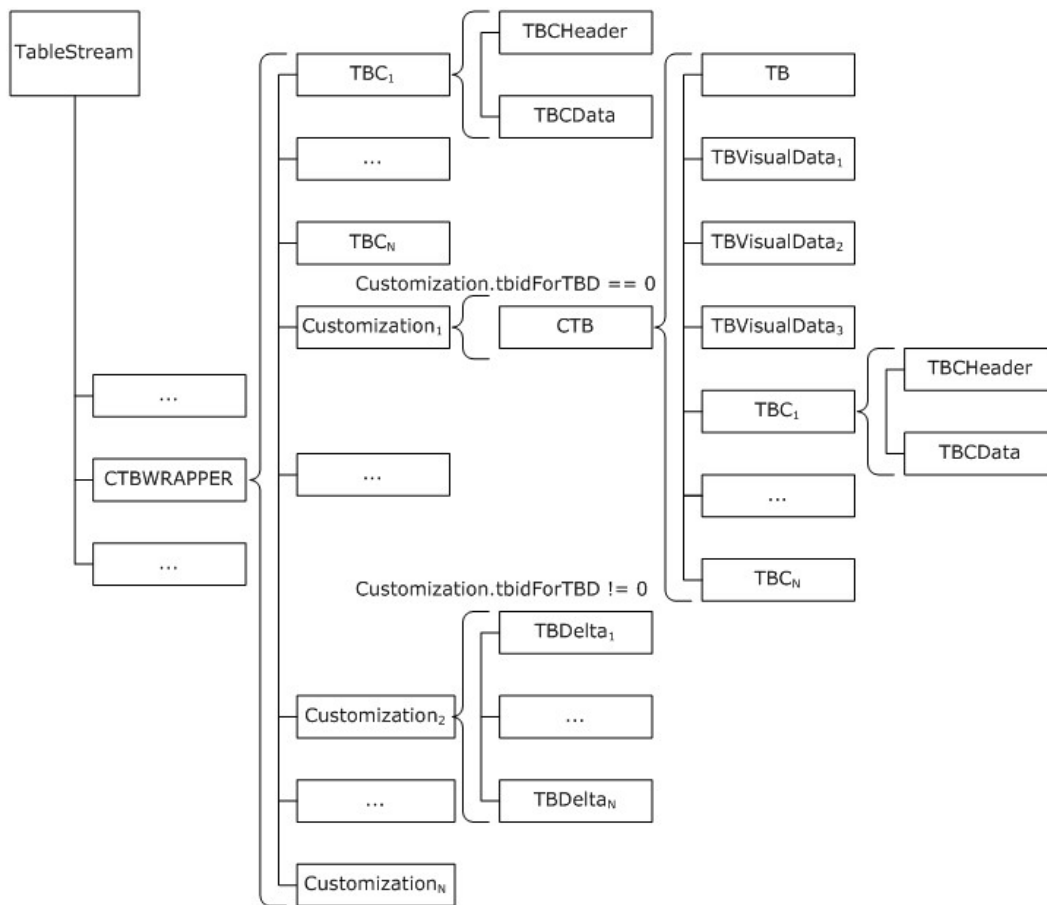 TableStream
...
CTBWRAPPER
...
TBC₁
...
TBCₙ
Customization.tbidForTBD == 0
Customization₁
...
Customization.tbidForTBD != 0
Customization₂
...
Customizationₙ
TBCHeader
TBCData
CTB
TBDelta₁
...
TBDeltaₙ
TB
TBVisualData₁
TBVisualData₂
TBVisualData₃
TBC₁
...
TBCₙ
TBCHeader
TBCData